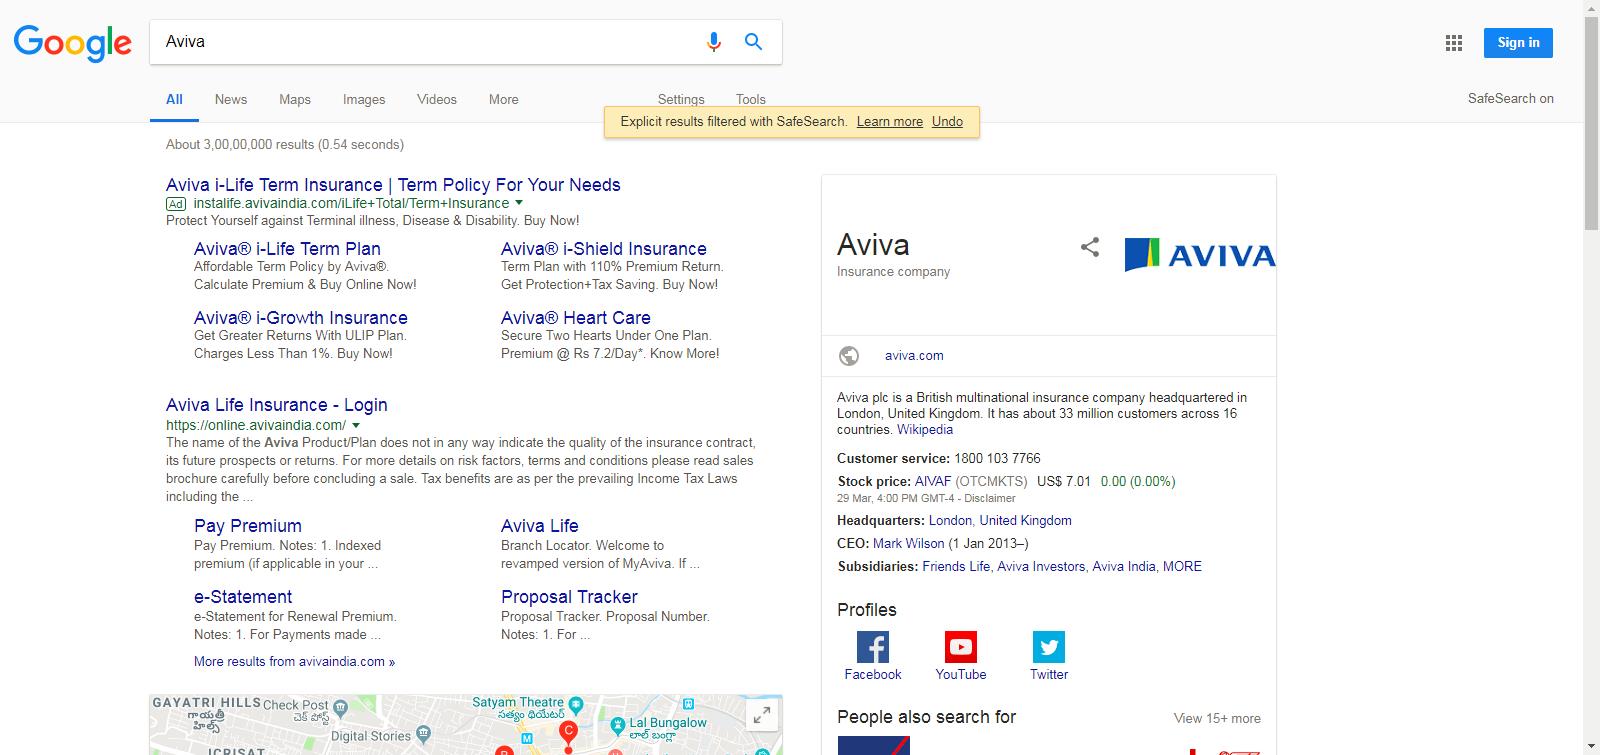 Google
Aviva
Sign in
All News Maps Images Videos More Settings Tools
SafeSearch on
Explicit results filtered with SafeSearch. Learn more Undo
About 3,00,00,000 results (0.54 seconds)
Aviva i-Life Term Insurance | Term Policy For Your Needs
Ad instalife.avivaindia.com/iLife+Total/Term+Insurance
Protect Yourself against Terminal illness, Disease & Disability. Buy Now!
Aviva® i-Life Term Plan
Affordable Term Policy by Aviva®.
Calculate Premium & Buy Online Now!
Aviva® i-Shield Insurance
Term Plan with 110% Premium Return.
Get Protection+Tax Saving. Buy Now!
Aviva® i-Growth Insurance
Get Greater Returns With ULIP Plan.
Charges Less Than 1%. Buy Now!
Aviva® Heart Care
Secure Two Hearts Under One Plan.
Premium @ Rs 7.2/Day*. Know More!
Aviva Life Insurance - Login
https://online.avivaindia.com/
The name of the Aviva Product/Plan does not in any way indicate the quality of the insurance contract,
its future prospects or returns. For more details on risk factors, terms and conditions please read sales
brochure carefully before concluding a sale. Tax benefits are as per the prevailing Income Tax Laws
including the ...
Pay Premium
Pay Premium. Notes: 1. Indexed
premium (if applicable in your ...
Aviva Life
Branch Locator. Welcome to
revamped version of MyAviva. If ...
e-Statement
e-Statement for Renewal Premium.
Notes: 1. For Payments made ...
Proposal Tracker
Proposal Tracker. Proposal Number.
Notes: 1. For ...
More results from avivaindia.com »
GAYATRI HILLS
గాయత్రీ
హిల్స్
Check Post
చెక్ పోస్ట్
Digital Stories
Satyam Theatre
సత్యం థియేటర్
M
C
Lal Bungalow
లాల్ బంగ్లా
ICRISAT
B
Aviva
Insurance company
AVIVA
aviva.com
Aviva plc is a British multinational insurance company headquartered in
London, United Kingdom. It has about 33 million customers across 16
countries. Wikipedia
Customer service: 1800 103 7766
Stock price: AIVAF (OTCMKTS) US$ 7.01 0.00 (0.00%)
29 Mar, 4:00 PM GMT-4 - Disclaimer
Headquarters: London, United Kingdom
CEO: Mark Wilson (1 Jan 2013–)
Subsidiaries: Friends Life, Aviva Investors, Aviva India, MORE
Profiles
Facebook YouTube Twitter
People also search for
View 15+ more